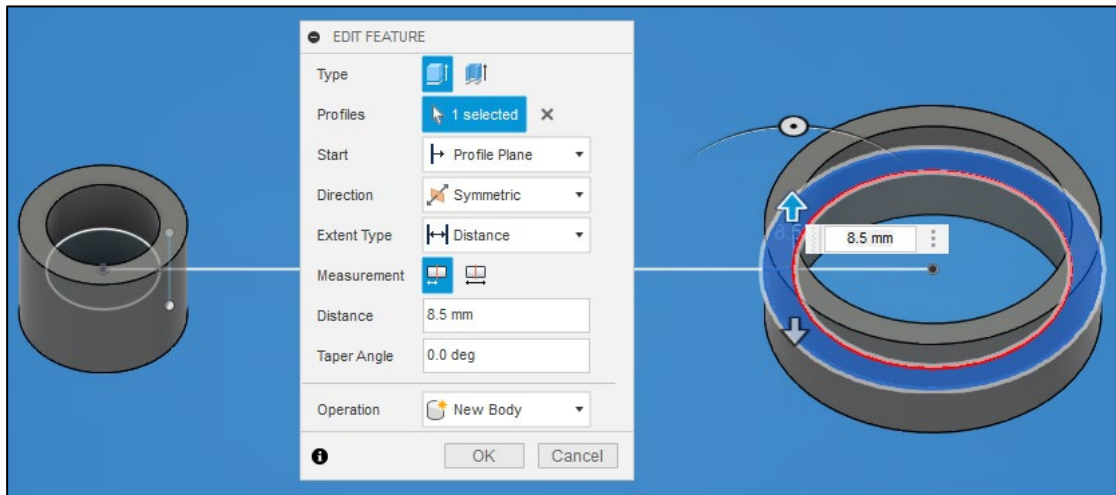 EDIT FEATURE
Type
Profiles 1 selected
Start Profile Plane
Direction Symmetric
Extent Type Distance
Measurement
Distance 8.5 mm
Taper Angle 0.0 deg
Operation New Body
OK Cancel
8.5 mm